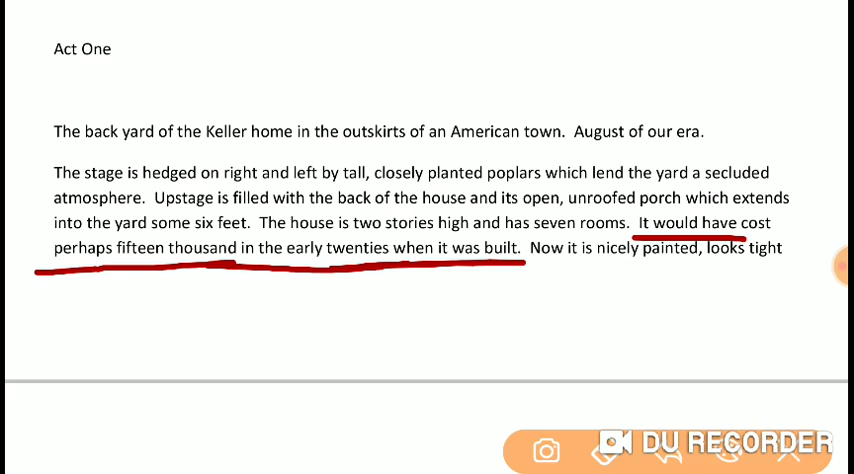 Act One
The back yard of the Keller home in the outskirts of an American town. August of our era.
The stage is hedged on right and left by tall, closely planted poplars which lend the yard a secluded
atmosphere. Upstage is filled with the back of the house and its open, unroofed porch which extends
into the yard some six feet. The house is two stories high and has seven rooms. It would have cost
perhaps fifteen thousand in the early twenties when it was built. Now it is nicely painted, looks tight
DU RECORDER